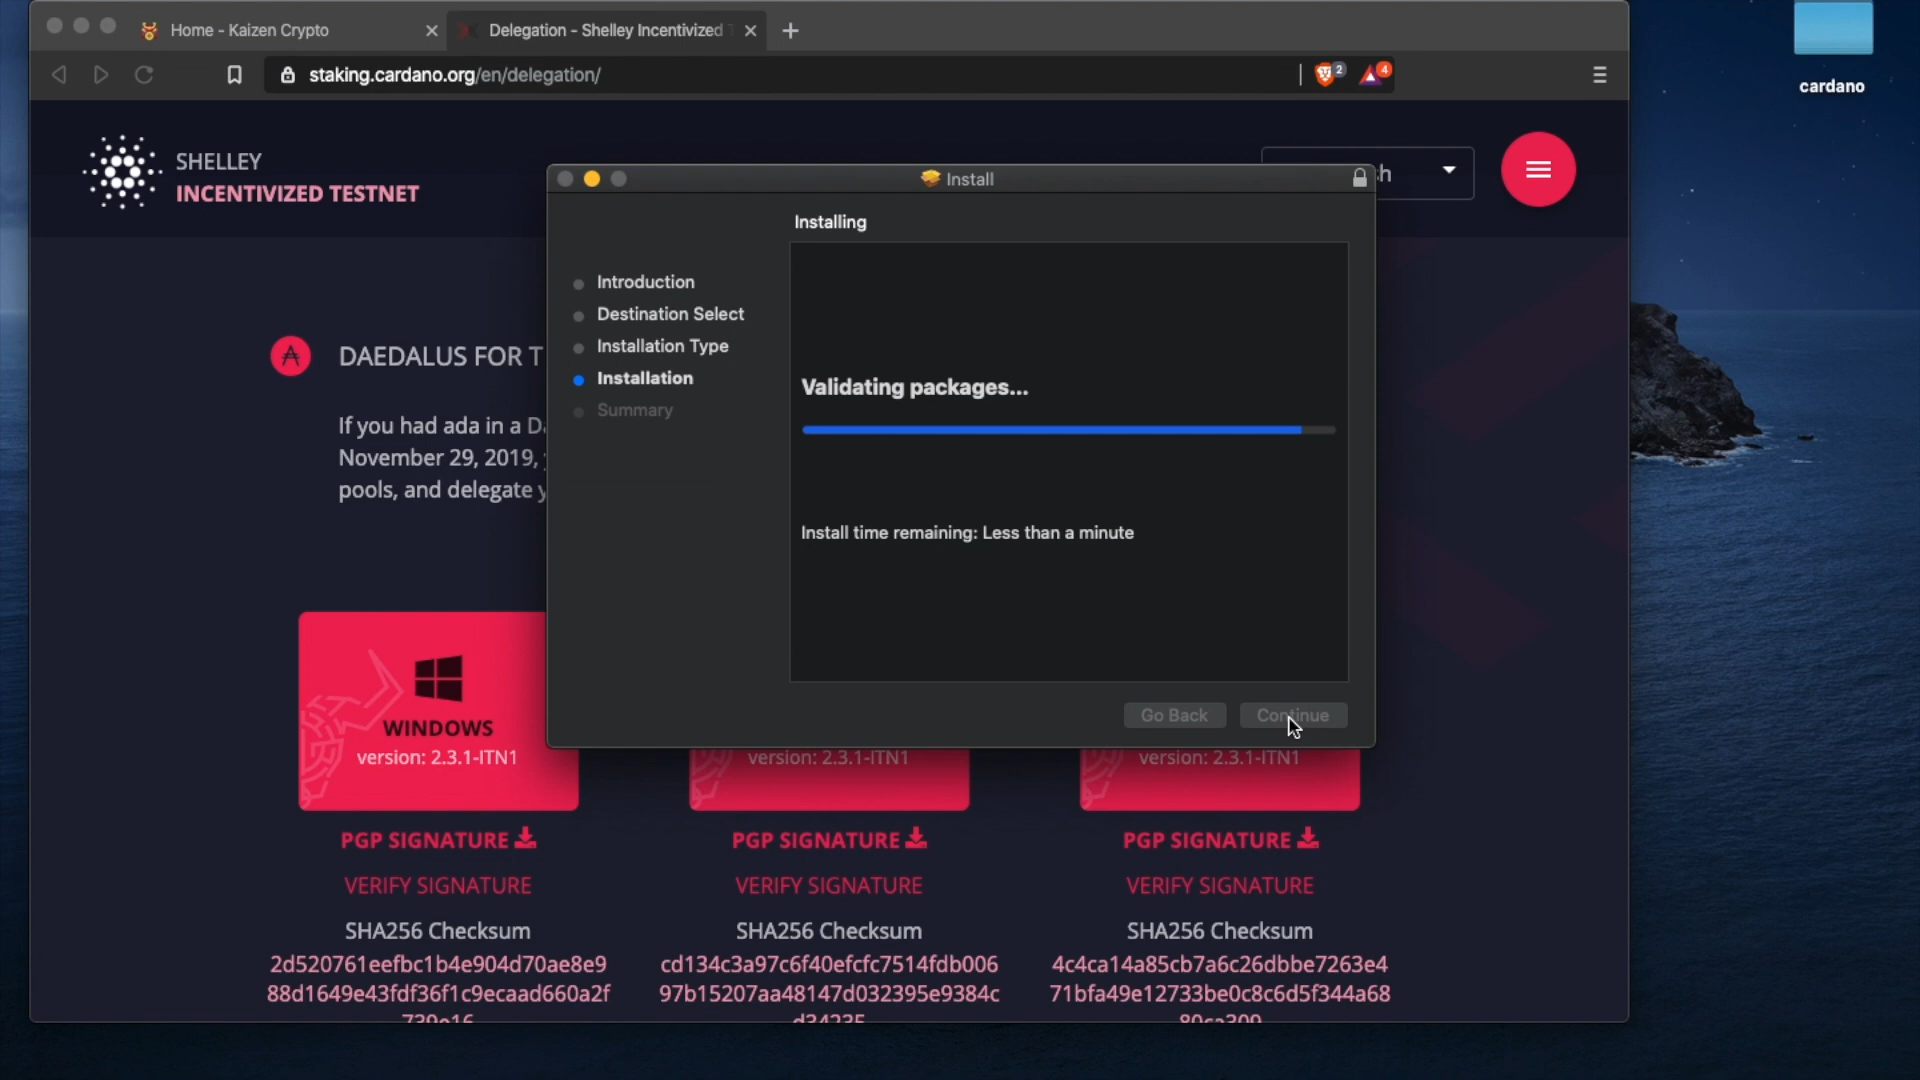 Home - Kaizen Crypto
Delegation - Shelley Incentivized
staking.cardano.org/en/delegation/
2
4
cardano
SHELLEY
INCENTIVIZED TESTNET
Install
Installing
Introduction
Destination Select
Installation Type
Installation
Summary
Validating packages...
Install time remaining: Less than a minute
Go Back
Continue
DAEDALUS FOR T
If you had ada in a D
November 29, 2019,
pools, and delegate y
WINDOWS
version: 2.3.1-ITN1
version: 2.3.1-ITN1
version: 2.3.1-ITN1
PGP SIGNATURE
PGP SIGNATURE
PGP SIGNATURE
VERIFY SIGNATURE
VERIFY SIGNATURE
VERIFY SIGNATURE
SHA256 Checksum
SHA256 Checksum
SHA256 Checksum
2d520761eefbc1b4e904d70ae8e9
88d1649e43fdf36f1c9ecaad660a2f
cd134c3a97c6f40efcfc7514fdb006
97b15207aa48147d032395e9384c
4c4ca14a85cb7a6c26dbbe7263e4
71bfa49e12733be0c8c6d5f344a68